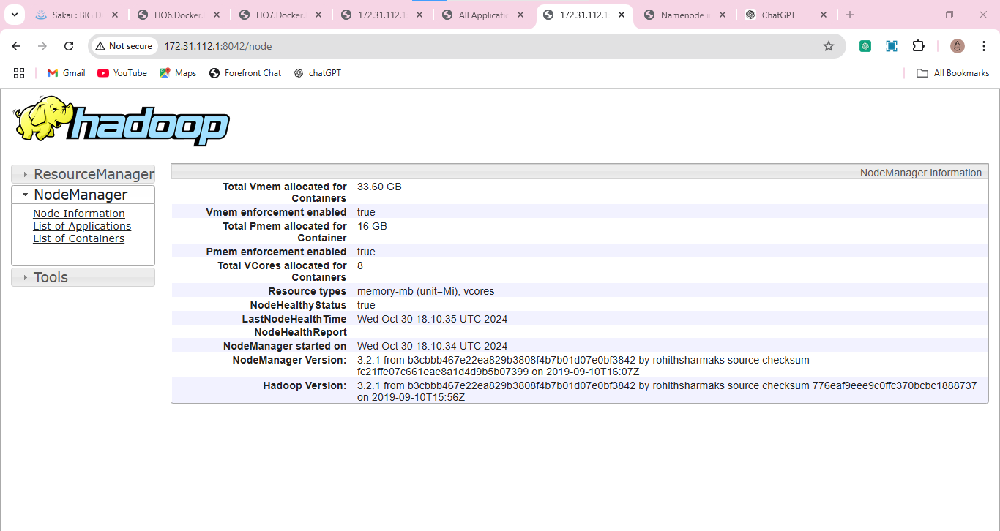 Sakai : BIG D
HO6.Docker.
HO7.Docker.
172.31.112.1
All Applicatio
172.31.112.1
Namenode i
ChatGPT
Not secure
172.31.112.1:8042/node
Gmail
YouTube
Maps
Forefront Chat
chatGPT
All Bookmarks
hadoop
ResourceManager
NodeManager
Node Information
List of Applications
List of Containers
Tools
NodeManager information
Total Vmem allocated for Containers 33.60 GB
Vmem enforcement enabled true
Total Pmem allocated for Container 16 GB
Pmem enforcement enabled true
Total VCores allocated for Containers 8
Resource types memory-mb (unit=Mi), vcores
NodeHealthyStatus true
LastNodeHealthTime Wed Oct 30 18:10:35 UTC 2024
NodeHealthReport
NodeManager started on Wed Oct 30 18:10:34 UTC 2024
NodeManager Version: 3.2.1 from b3cbbb467e22ea829b3808f4b7b01d07e0bf3842 by rohithsharmaks source checksum
fc21ffe07c661eae8a1d4d9b5b07399 on 2019-09-10T16:07Z
Hadoop Version: 3.2.1 from b3cbbb467e22ea829b3808f4b7b01d07e0bf3842 by rohithsharmaks source checksum 776eaf9eee9c0ffc370bcbc1888737
on 2019-09-10T15:56Z